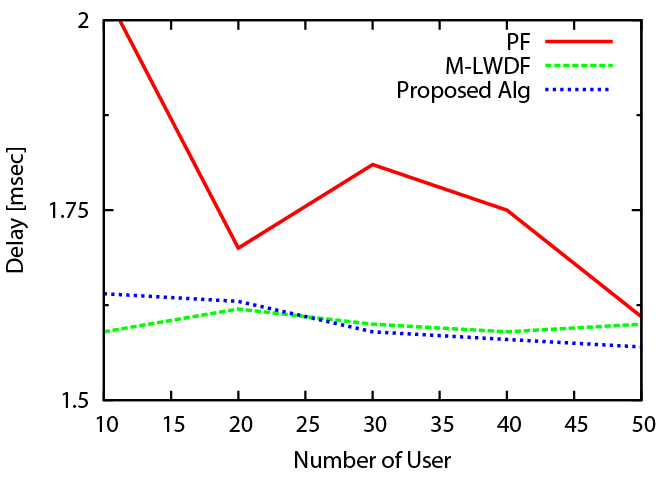 2
PF
M-LWDF
Proposed Alg
Delay [msec]
1.75
1.5
10 15 20 25 30 35 40 45 50
Number of User